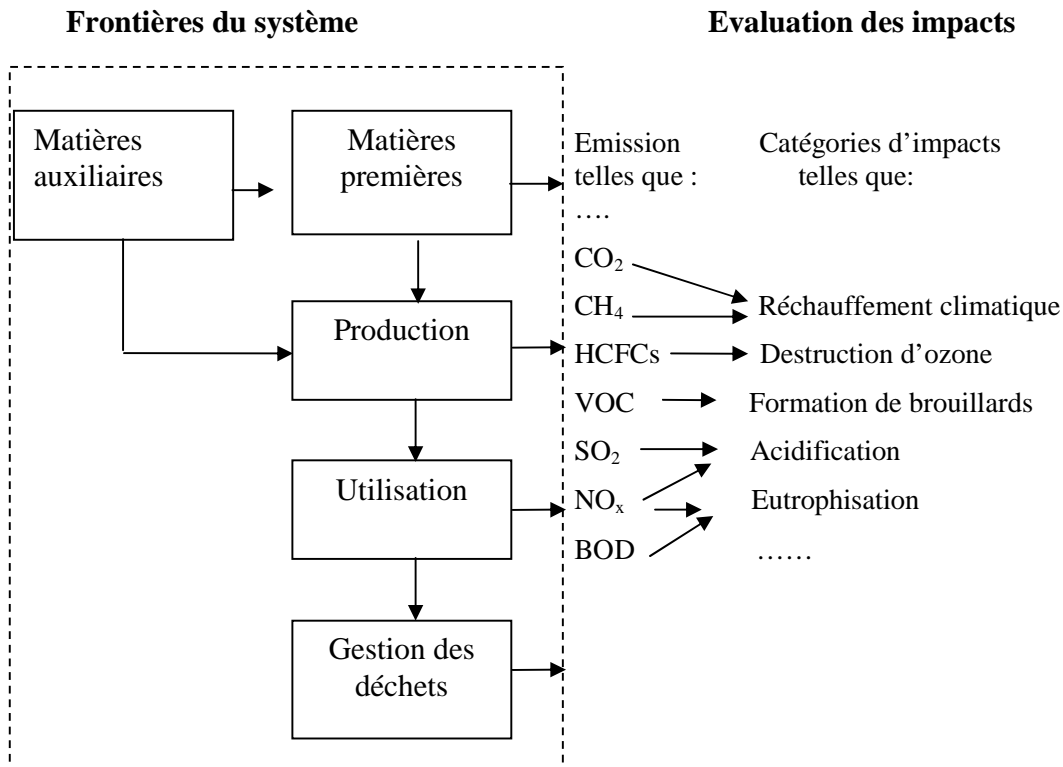 Frontières du système
Evaluation des impacts
Matières
auxiliaires
Matières
premières
Production
Utilisation
Gestion des
déchets
Emission
telles que :
….
CO₂
CH₄
HCFCs
VOC
SO₂
NOₓ
BOD
Catégories d’impacts
telles que:
Réchauffement climatique
Destruction d’ozone
Formation de brouillards
Acidification
Eutrophisation
……